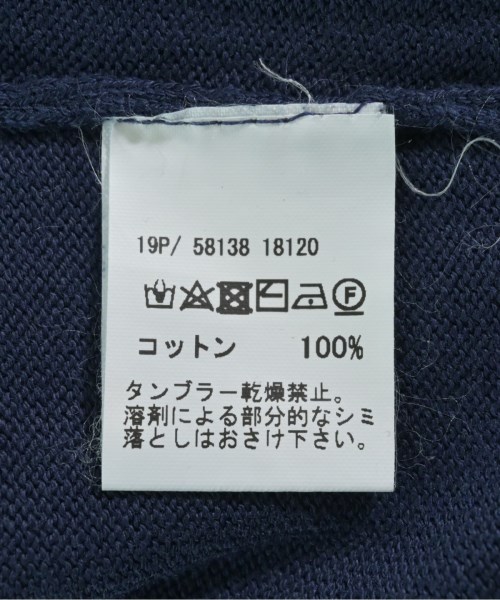 19P/ 58138 18120
F
コットン 100%
タンブラー乾燥禁止。
溶剤による部分的なシミ
落としはおさけ下さい。